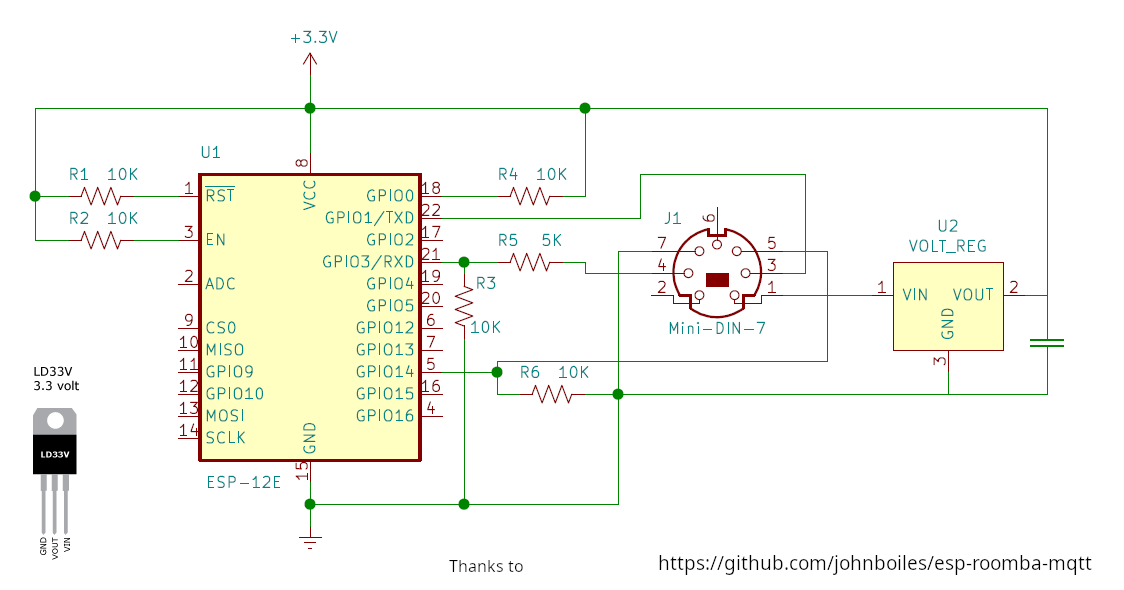 +3.3V
U1
R1 10K
R2 10K
R4 10K
R5 5K
R3
10K
R6 10K
8
VCC
1 RST
3 EN
2 ADC
9 CS0
10 MISO
11 GPIO9
12 GPIO10
13 MOSI
14 SCLK
GPIO0 18
GPIO1/TXD 22
GPIO2 17
GPIO3/RXD 21
GPIO4 19
GPIO5 20
GPIO12 6
GPIO13 7
GPIO14 5
GPIO15 16
GPIO16 4
GND
15
ESP-12E
J1
6
7
5
4
3
2
1
Mini-DIN-7
U2
VOLT_REG
1 VIN
VOUT 2
GND
3
LD33V
3.3 volt
LD33V
GND
VOUT
VIN
Thanks to
https://github.com/johnboiles/esp-roomba-mqtt